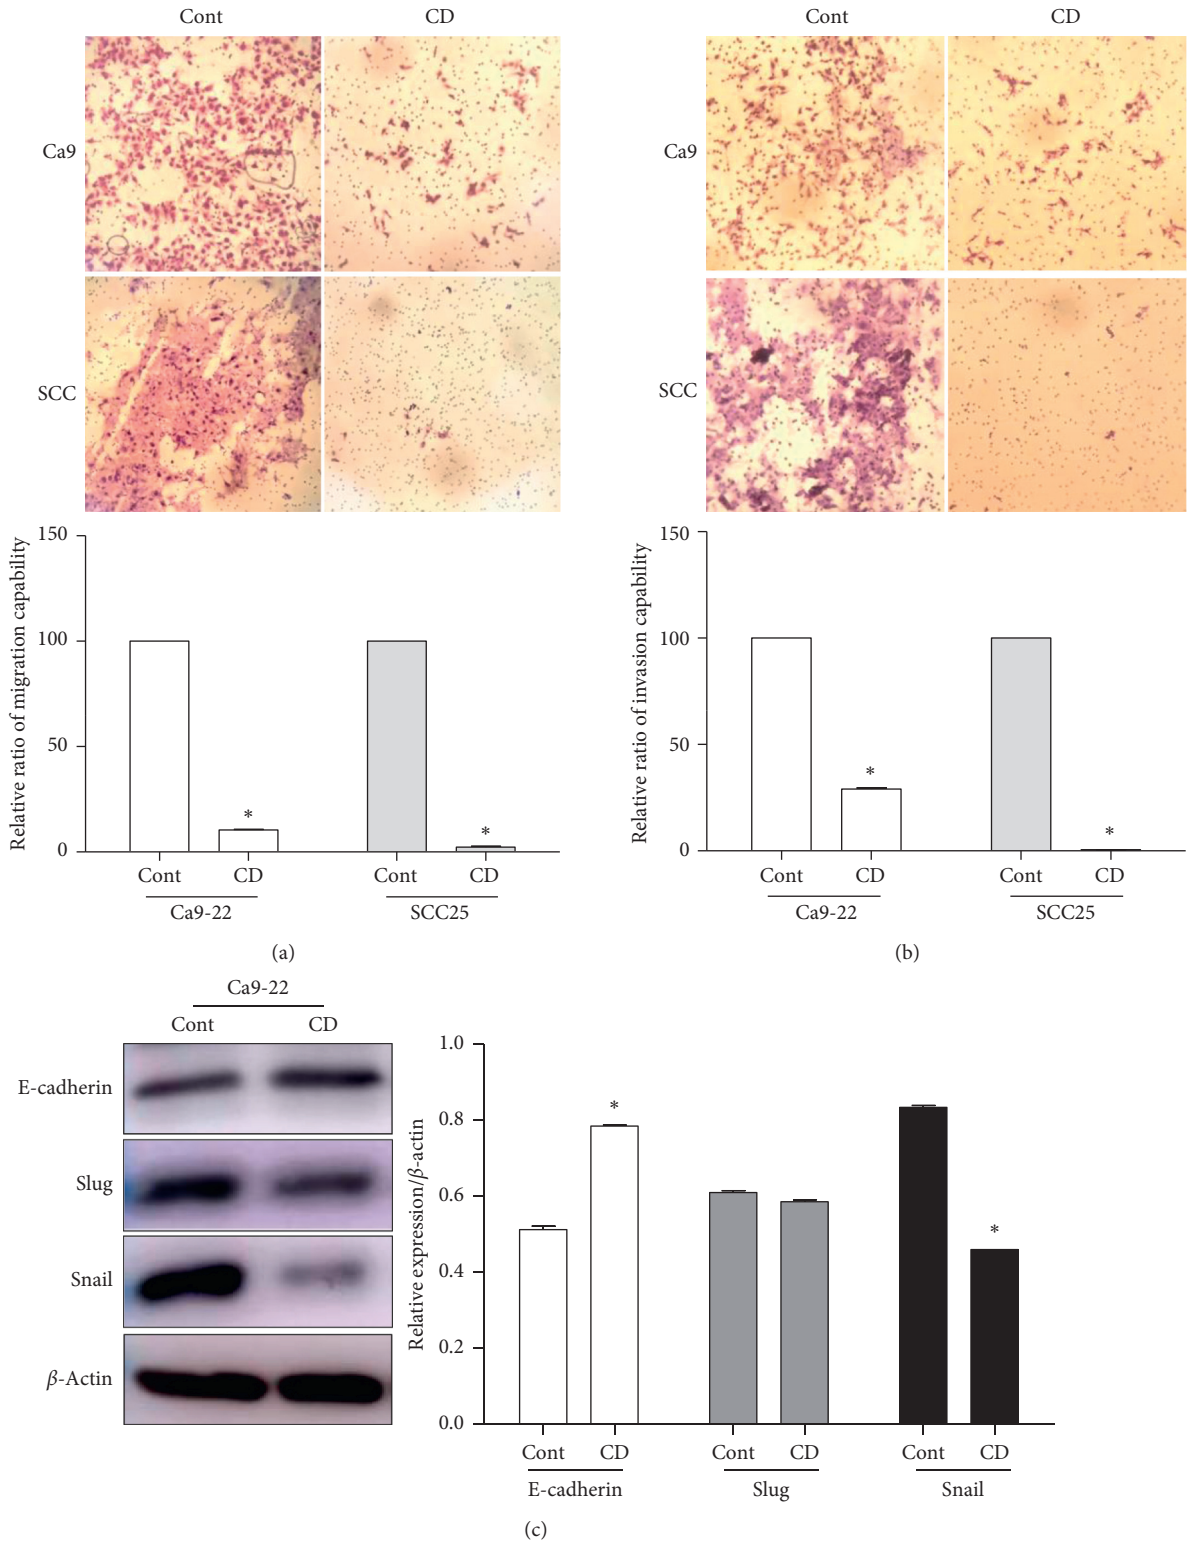 Cont CD
Ca9
SCC
150
100
50
0
Relative ratio of migration capability
* *
Cont CD Cont CD
Ca9-22 SCC25
(a)
Cont CD
Ca9
SCC
150
100
50
0
Relative ratio of invasion capability
* *
Cont CD Cont CD
Ca9-22 SCC25
(b)
Ca9-22
Cont CD
E-cadherin
Slug
Snail
β-Actin
1.0
0.8
0.6
0.4
0.2
0.0
Relative expression/β-actin
* *
Cont CD Cont CD Cont CD
E-cadherin Slug Snail
(c)